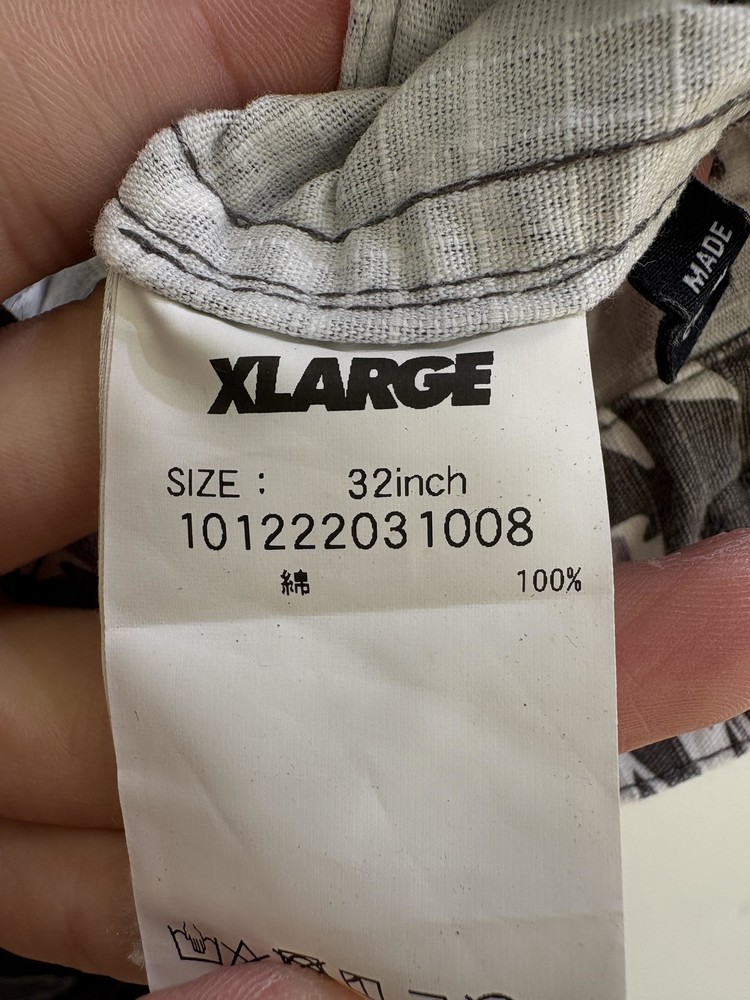 XLARGE
SIZE : 32inch
101222031008
綿 100%
MADE